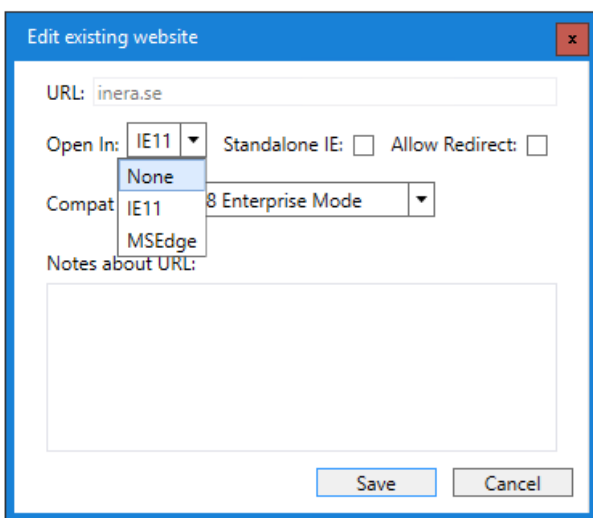 Edit existing website
x
URL: inera.se
Open In: IE11 Standalone IE: Allow Redirect:
None
IE11
MSEdge
Compat 8 Enterprise Mode
Notes about URL:
Save Cancel